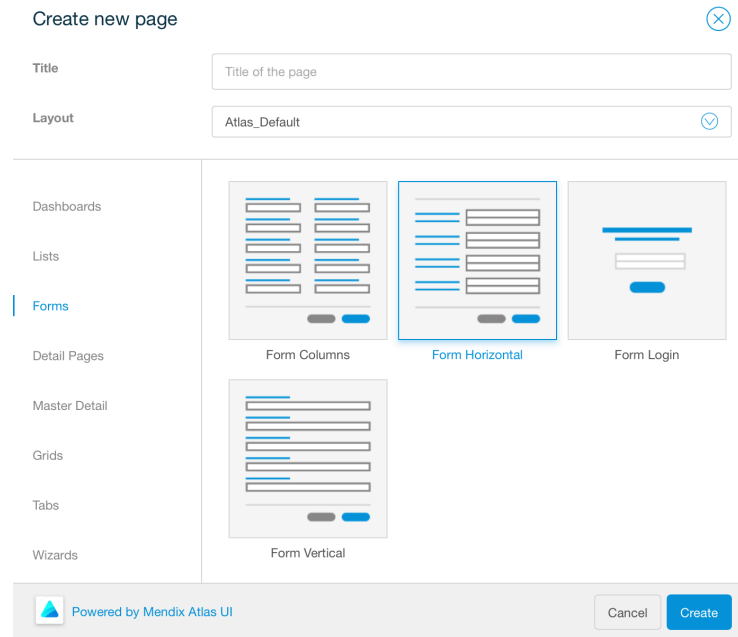 Create new page
Title
Title of the page
Layout
Atlas_Default
Dashboards
Lists
Forms
Detail Pages
Master Detail
Grids
Tabs
Wizards
Form Columns
Form Horizontal
Form Login
Form Vertical
Powered by Mendix Atlas UI
Cancel
Create